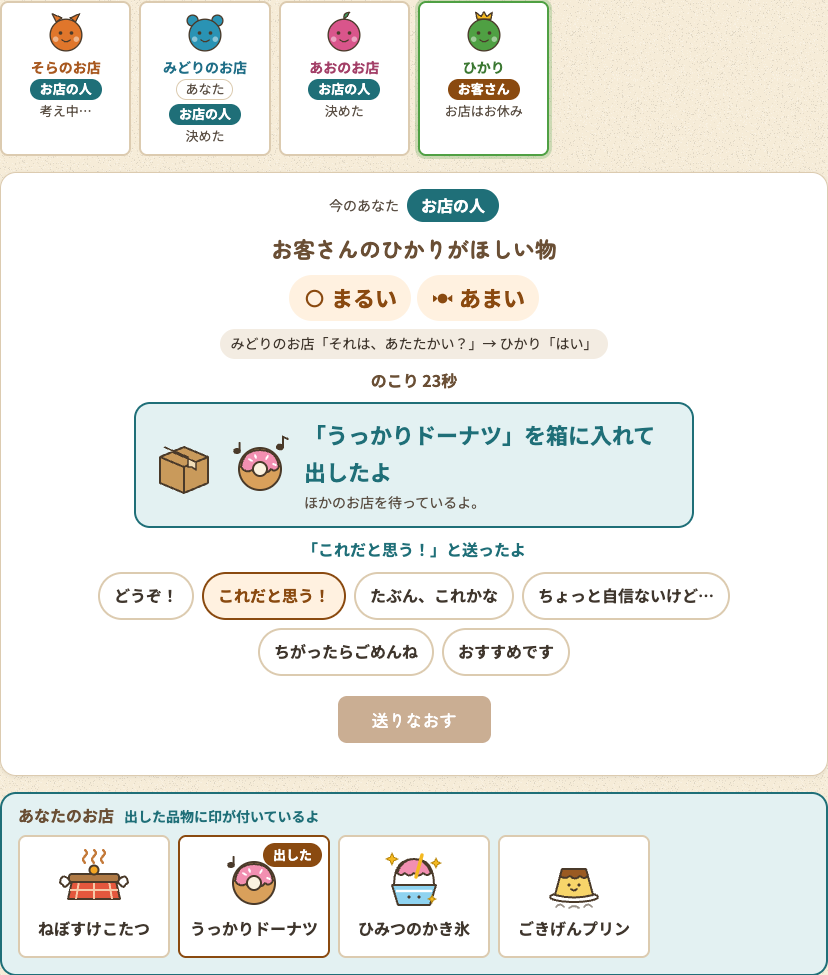 そらのお店
お店の人
考え中…
みどりのお店
あなた
お店の人
決めた
あおのお店
お店の人
決めた
ひかり
お客さん
お店はお休み
今のあなた お店の人
お客さんのひかりがほしい物
まるい あまい
みどりのお店「それは、あたたかい？」→ ひかり「はい」
のこり 23秒
「うっかりドーナツ」を箱に入れて
出したよ
ほかのお店を待っているよ。
「これだと思う！」と送ったよ
どうぞ！ これだと思う！ たぶん、これかな ちょっと自信ないけど…
ちがったらごめんね おすすめです
送りなおす
あなたのお店 出した品物に印が付いているよ
出した
ねぼすけこたつ うっかりドーナツ ひみつのかき氷 ごきげんプリン